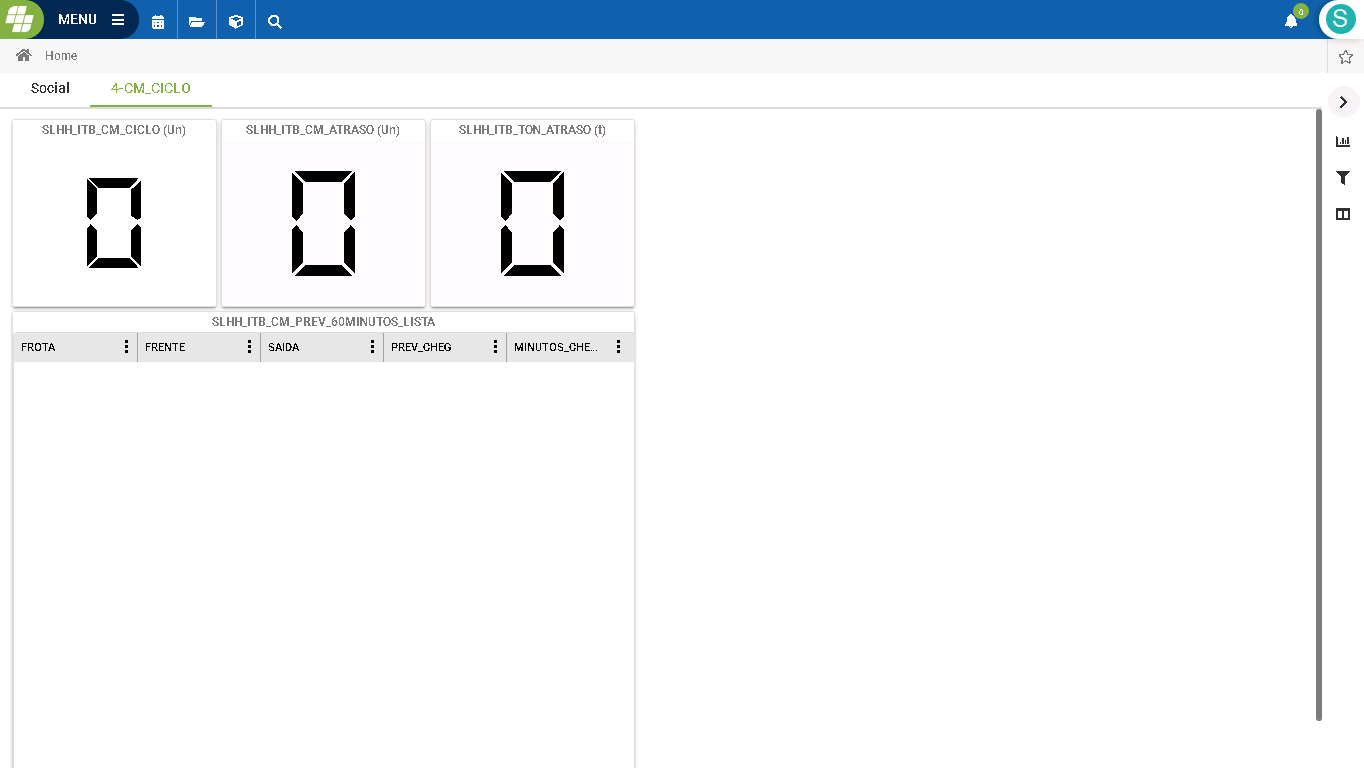 MENU
0
S
Home
Social
4-CM_CICLO
SLHH_ITB_CM_CICLO (Un)
SLHH_ITB_CM_ATRASO (Un)
SLHH_ITB_TON_ATRASO (t)
0
0
0
SLHH_ITB_CM_PREV_60MINUTOS_LISTA
FROTA
FRENTE
SAIDA
PREV_CHEG
MINUTOS_CHE...